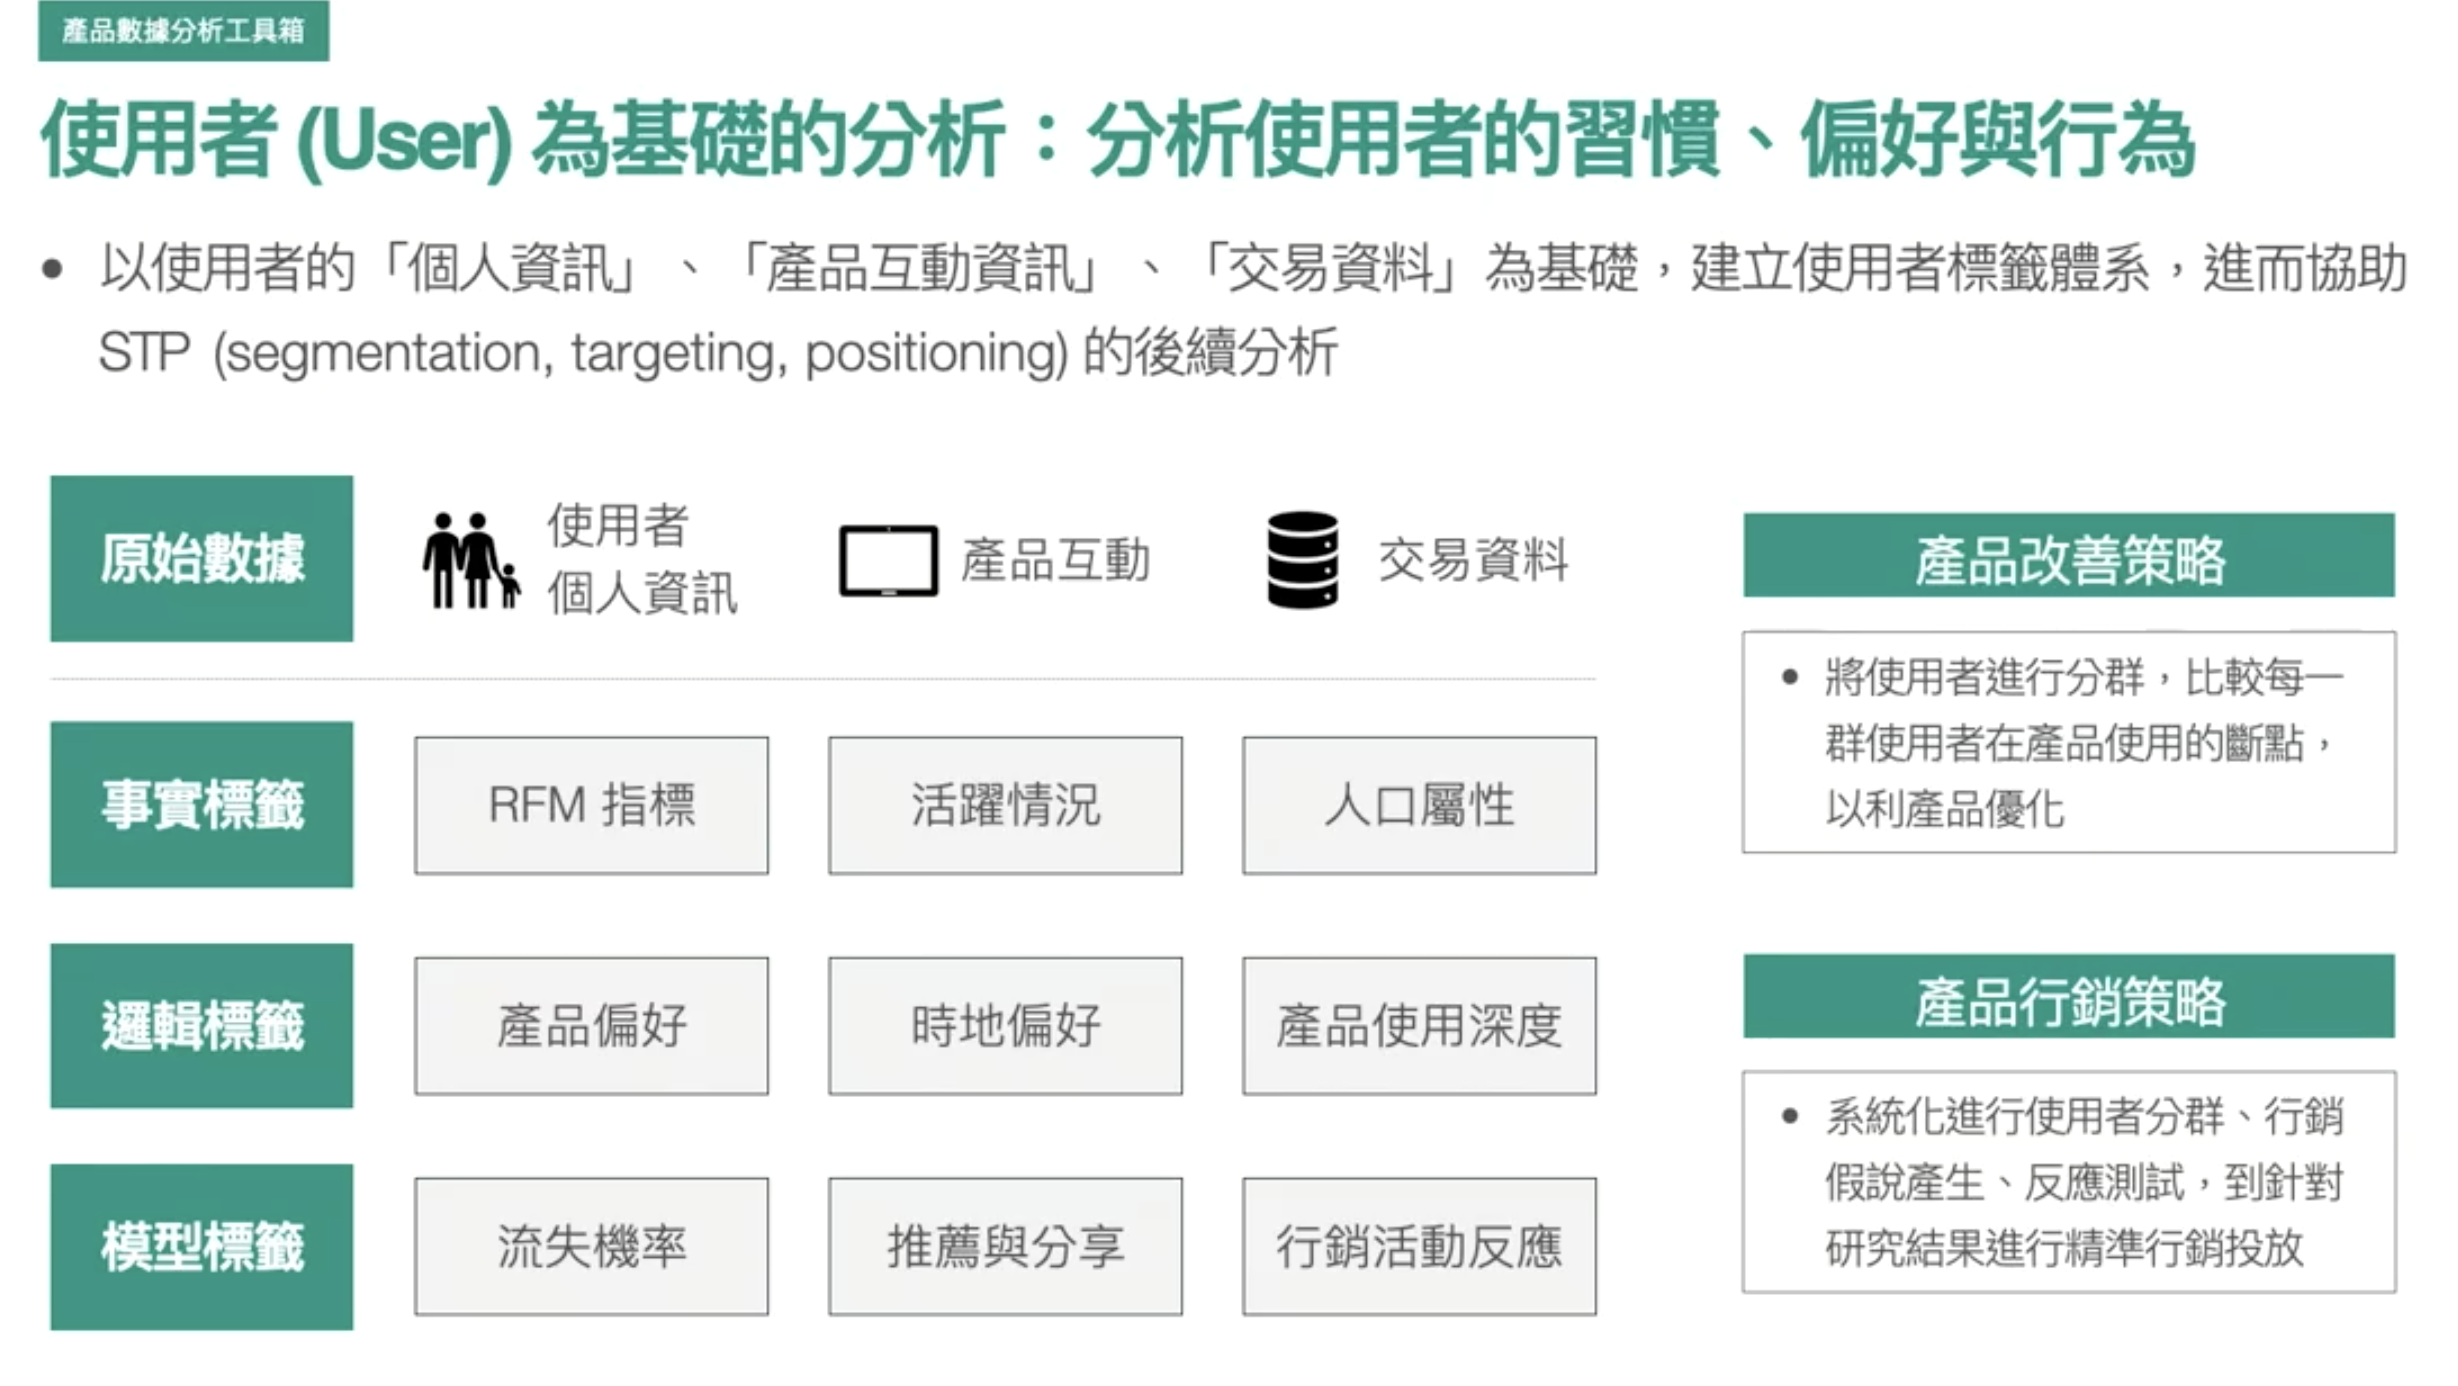 產品數據分析工具箱
使用者 (User) 為基礎的分析：分析使用者的習慣、偏好與行為
• 以使用者的「個人資訊」、「產品互動資訊」、「交易資料」為基礎，建立使用者標籤體系，進而協助
STP (segmentation, targeting, positioning) 的後續分析
原始數據
使用者
個人資訊
產品互動
交易資料
事實標籤
RFM 指標
活躍情況
人口屬性
邏輯標籤
產品偏好
時地偏好
產品使用深度
模型標籤
流失機率
推薦與分享
行銷活動反應
產品改善策略
• 將使用者進行分群，比較每一
群使用者在產品使用的斷點，
以利產品優化
產品行銷策略
• 系統化進行使用者分群、行銷
假說產生、反應測試，到針對
研究結果進行精準行銷投放